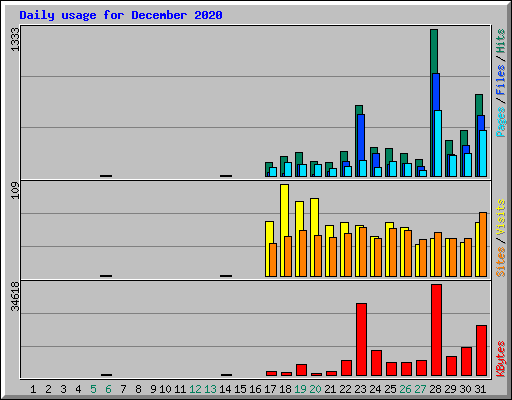 Daily usage for December 2020
1333
Pages / Files / Hits
109
Sites / Visits
34618
KBytes
1 2 3 4 5 6 7 8 9 10 11 12 13 14 15 16 17 18 19 20 21 22 23 24 25 26 27 28 29 30 31